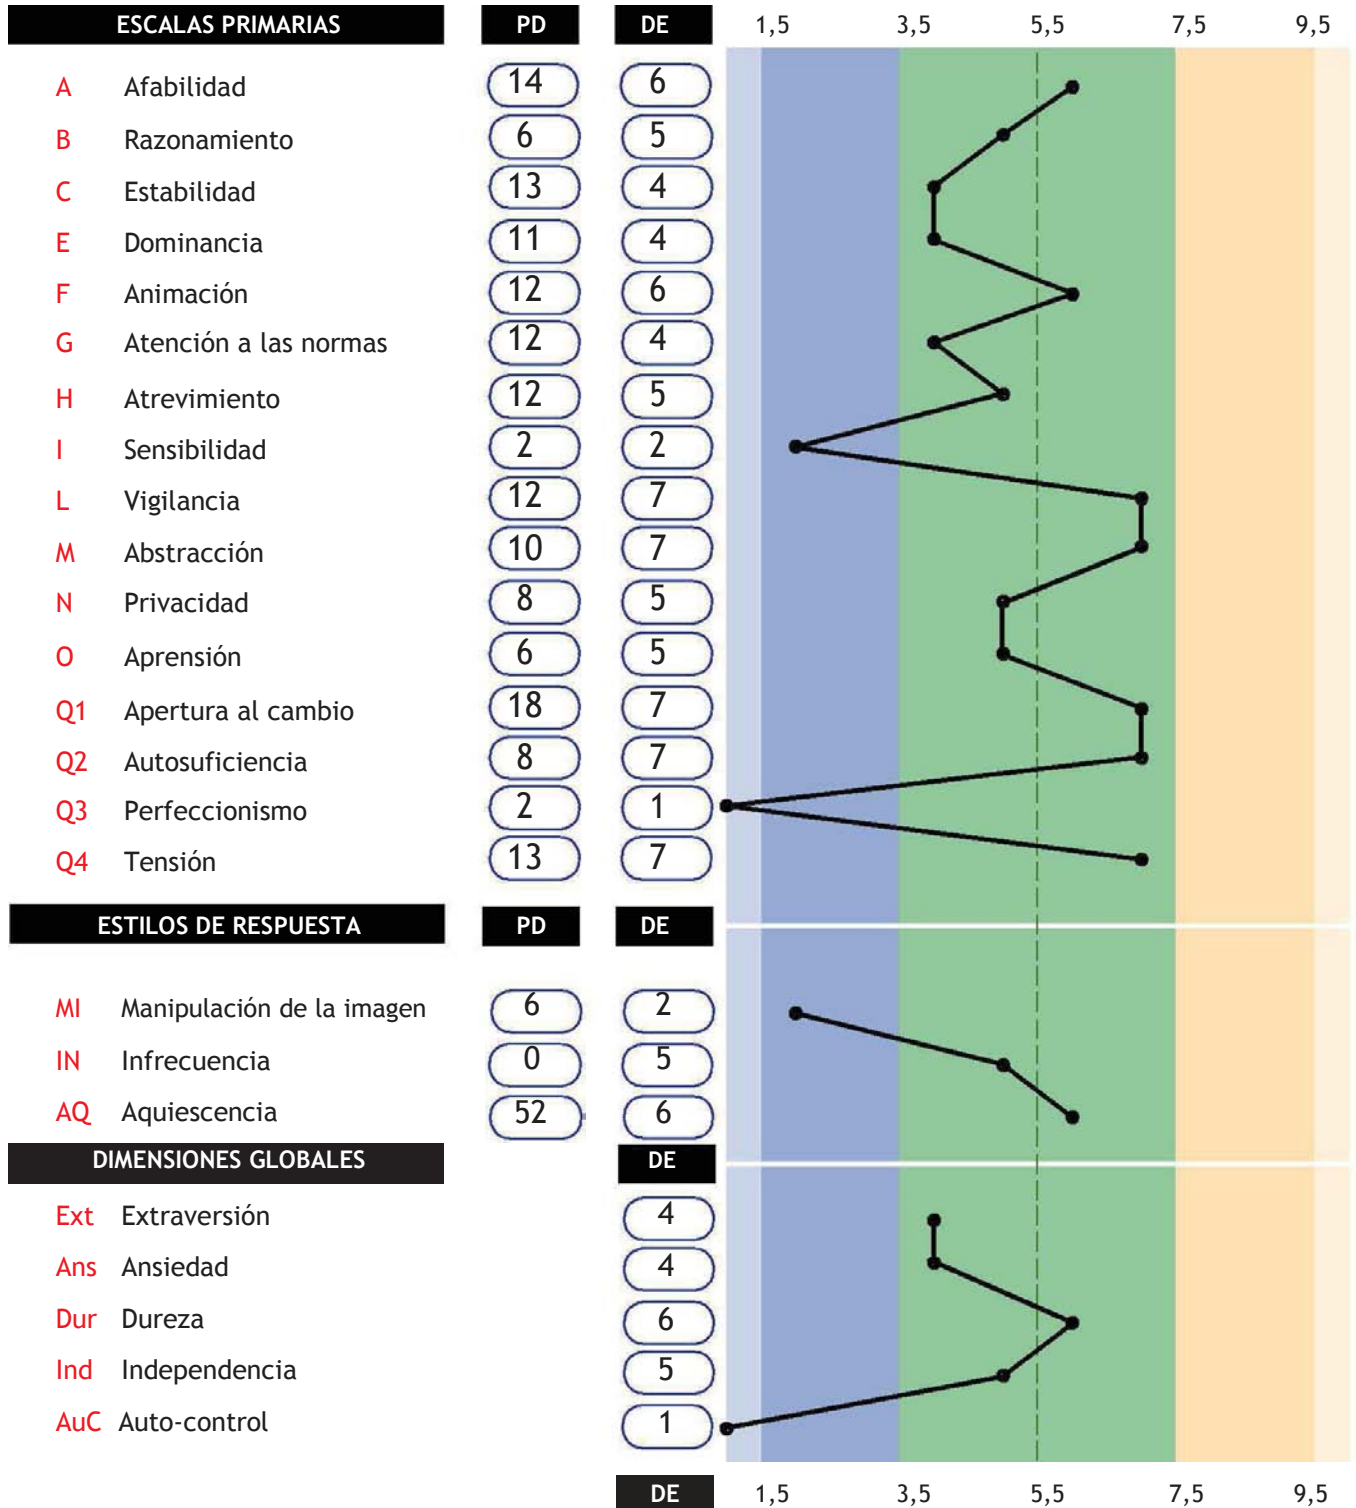 ESCALAS PRIMARIAS PD DE 1,5 3,5 5,5 7,5 9,5
A Afabilidad 14 6
B Razonamiento 6 5
C Estabilidad 13 4
E Dominancia 11 4
F Animación 12 6
G Atención a las normas 12 4
H Atrevimiento 12 5
I Sensibilidad 2 2
L Vigilancia 12 7
M Abstracción 10 7
N Privacidad 8 5
O Aprensión 6 5
Q1 Apertura al cambio 18 7
Q2 Autosuficiencia 8 7
Q3 Perfeccionismo 2 1
Q4 Tensión 13 7
ESTILOS DE RESPUESTA PD DE
MI Manipulación de la imagen 6 2
IN Infrecuencia 0 5
AQ Aquiescencia 52 6
DIMENSIONES GLOBALES DE
Ext Extraversión 4
Ans Ansiedad 4
Dur Dureza 6
Ind Independencia 5
AuC Auto-control 1
DE 1,5 3,5 5,5 7,5 9,5